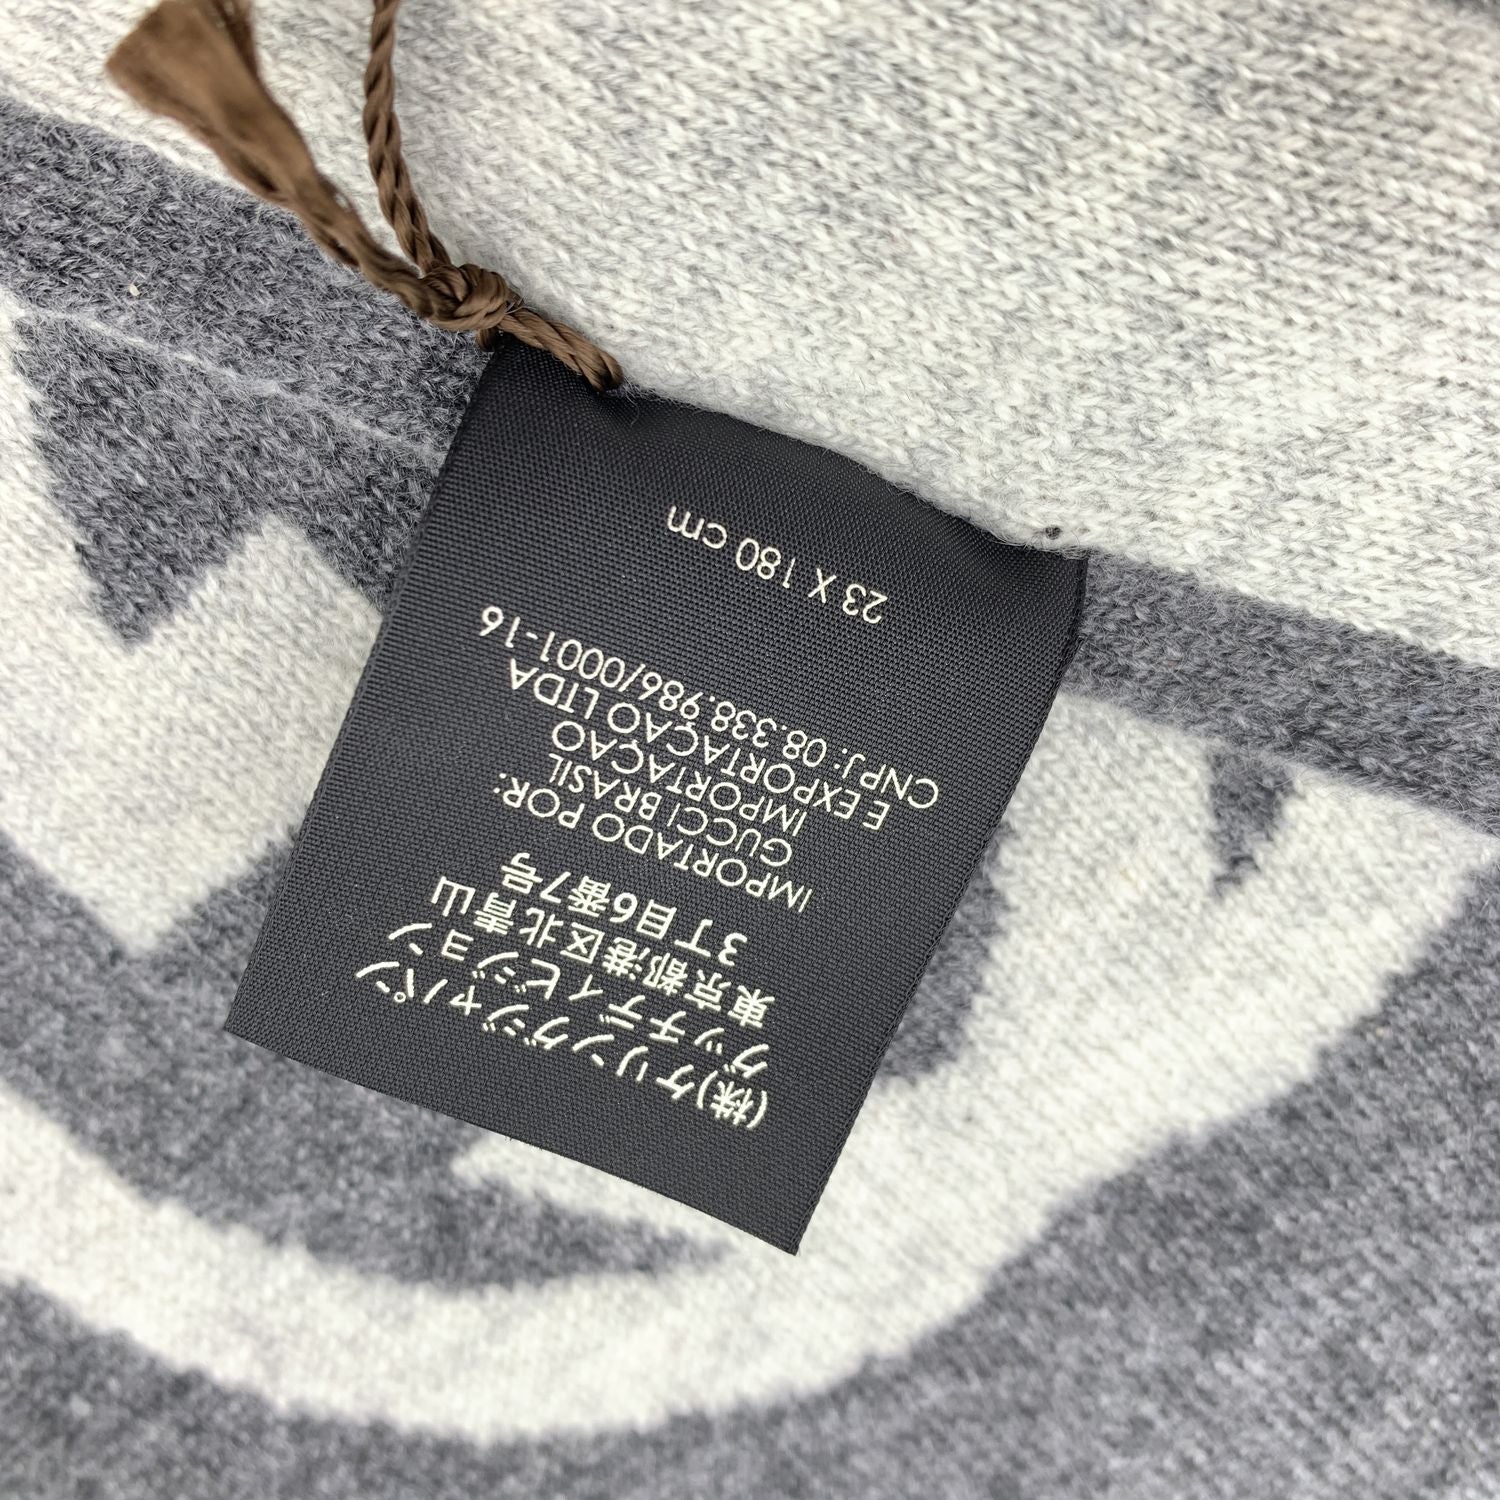 (株)ケリングジャパン
グッチディビジョン
東京都港区北青山
3丁目6番7号
IMPORTADO POR:
GUCCI BRASIL
IMPORTAÇAO
E EXPORTAÇAO LTDA
CNPJ: 08.338.986/0001-16
23 X 180 cm